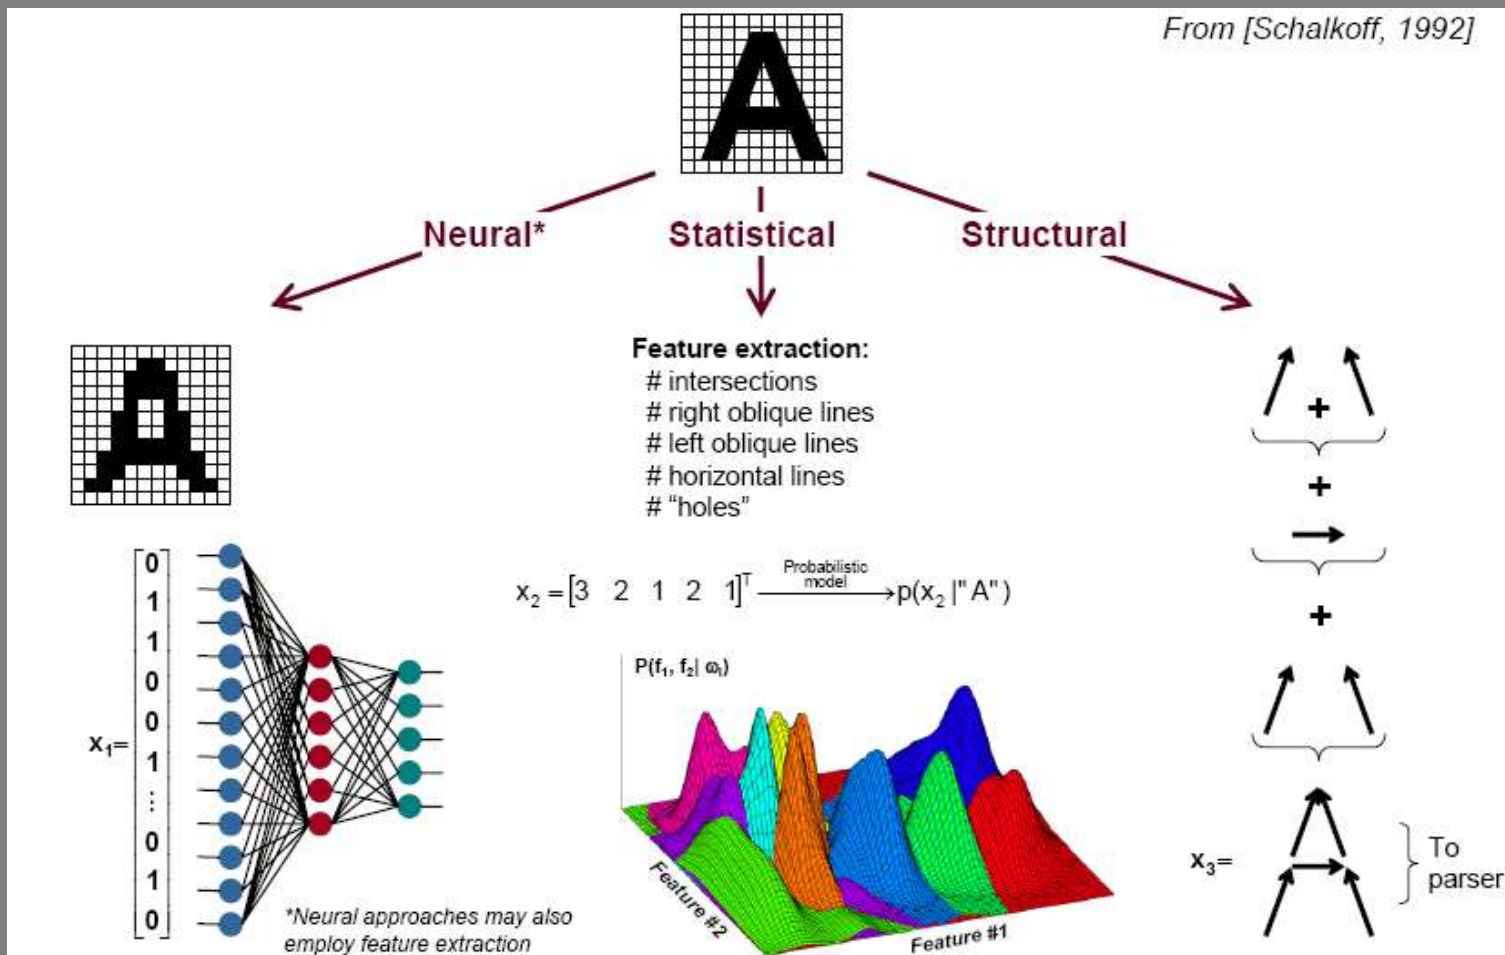 From [Schalkoff, 1992]
A
Neural*
Statistical
Structural
A
x₁=
0
1
1
0
0
1
⋮
0
1
0
*Neural approaches may also
employ feature extraction
Feature extraction:
# intersections
# right oblique lines
# left oblique lines
# horizontal lines
# “holes”
x₂ = [3 2 1 2 1]ᵀ Probabilistic model → p(x₂ |" A" )
P(f₁, f₂| ωᵢ)
Feature #2
Feature #1
+
+
+
x₃=
To
parser